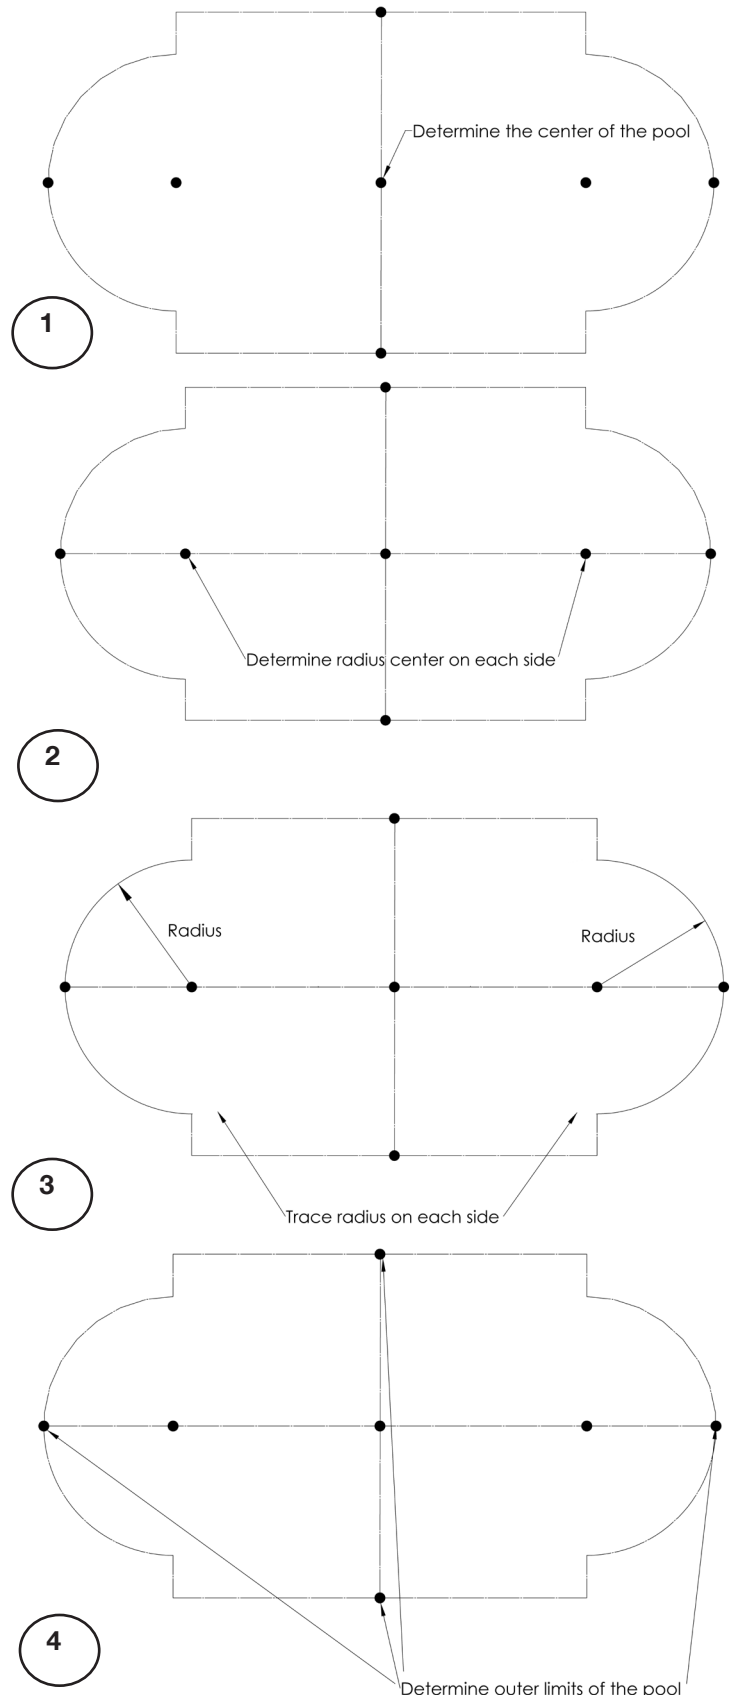 Determine the center of the pool
1
Determine radius center on each side
2
Radius
Radius
3
Trace radius on each side
4
Determine outer limits of the pool